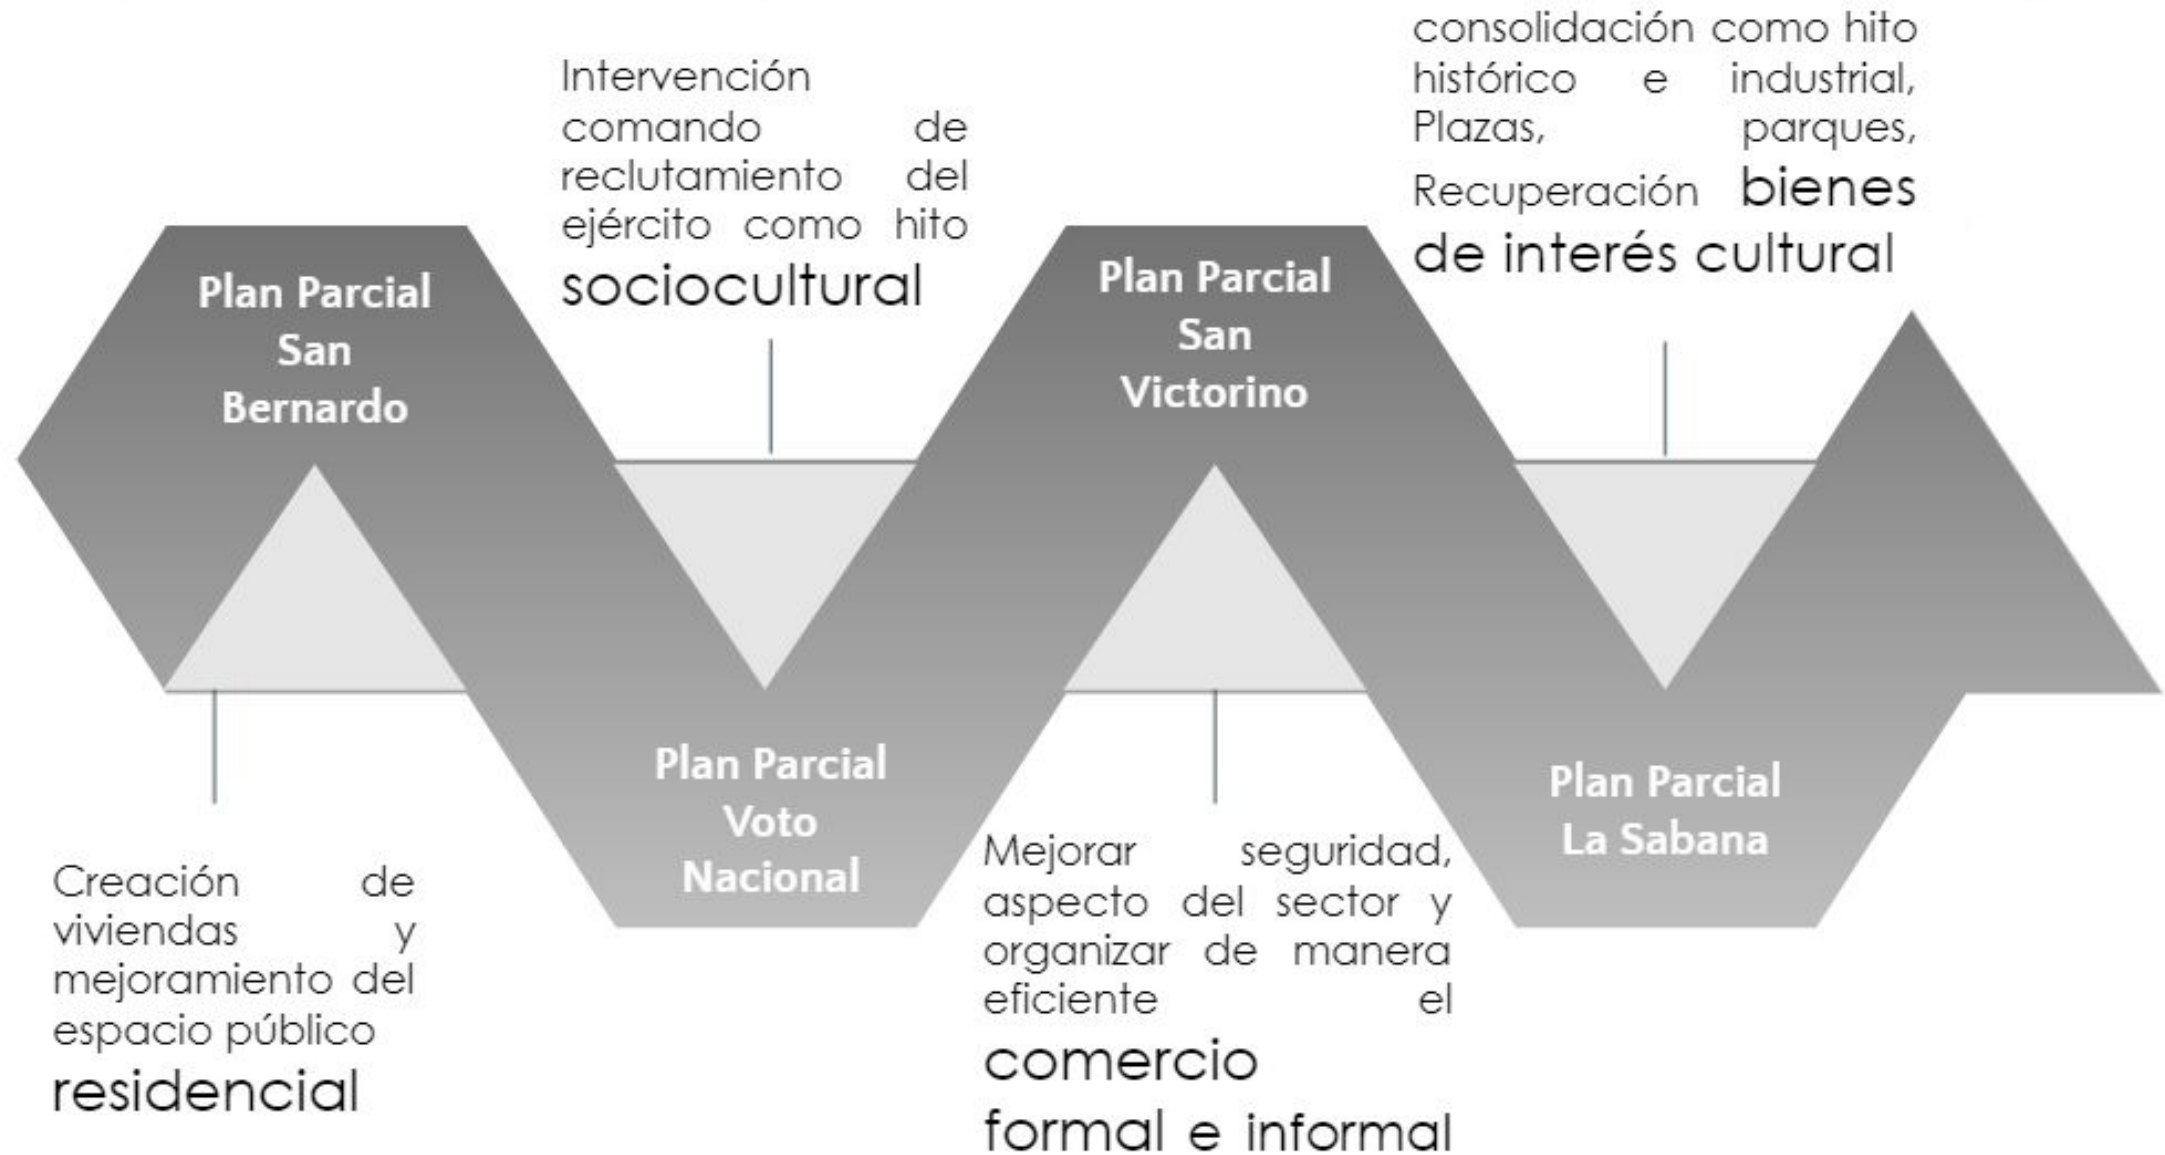 Plan Parcial
San
Bernardo
Creación de
viviendas y
mejoramiento del
espacio público
residencial
Intervención
comando de
reclutamiento del
ejército como hito
sociocultural
Plan Parcial
Voto
Nacional
Plan Parcial
San
Victorino
Mejorar seguridad,
aspecto del sector y
organizar de manera
eficiente el
comercio
formal e informal
consolidación como hito
histórico e industrial,
Plazas, parques,
Recuperación bienes
de interés cultural
Plan Parcial
La Sabana